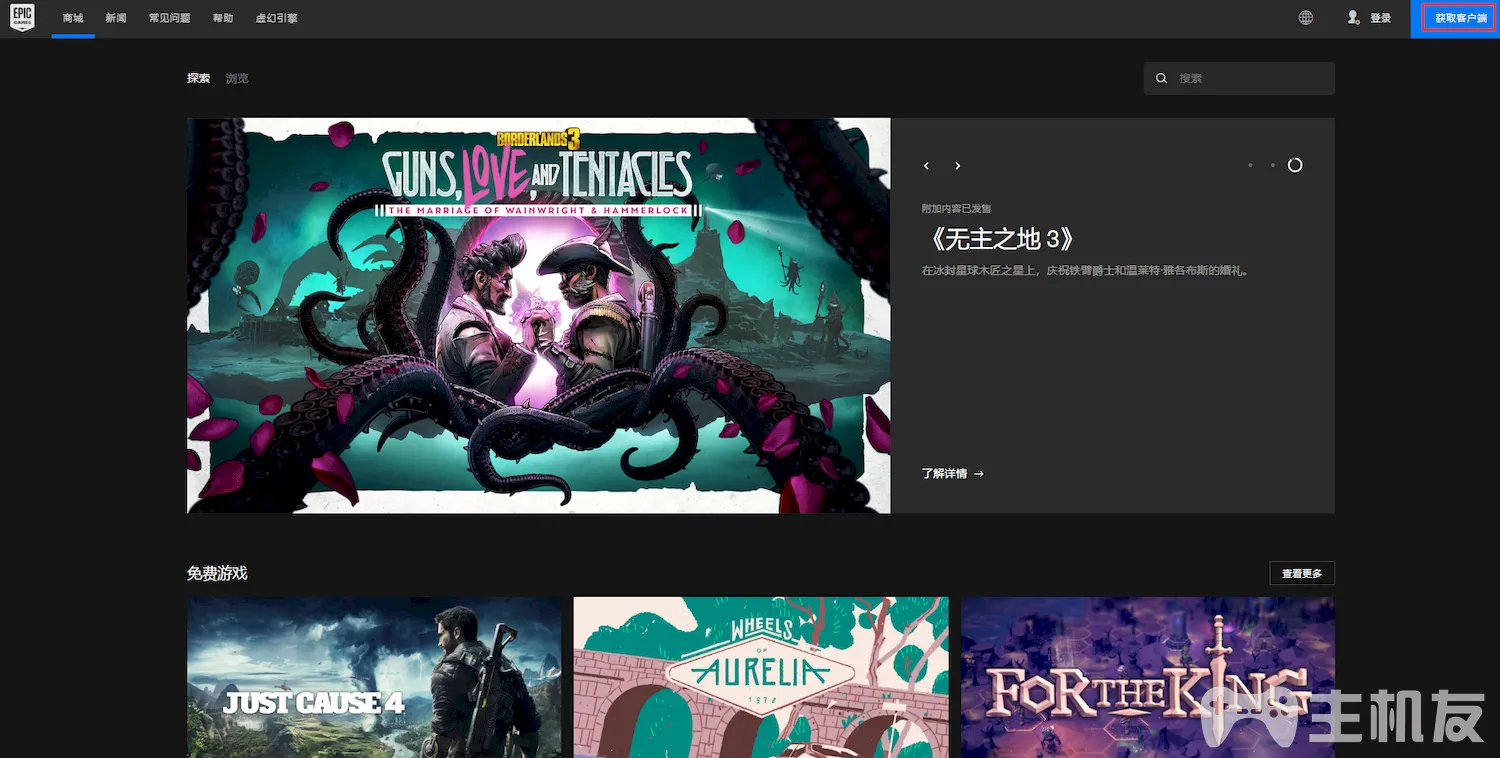 EPIC
GAMES
商城 新闻 常见问题 帮助 虚幻引擎
登录
获取客户端
探索 浏览
搜索
BORDERLANDS 3
GUNS, LOVE, AND TENTACLES
THE MARRIAGE OF WAINWRIGHT & HAMMERLOCK
附加内容已发售
《无主之地 3》
在冰封星球木匠之星上，庆祝铁臂爵士和温莱特·雅各布斯的婚礼。
了解详情 →
免费游戏
查看更多
JUST CAUSE 4
WHEELS
OF
AURELIA
1978
FOR THE KING
主机友